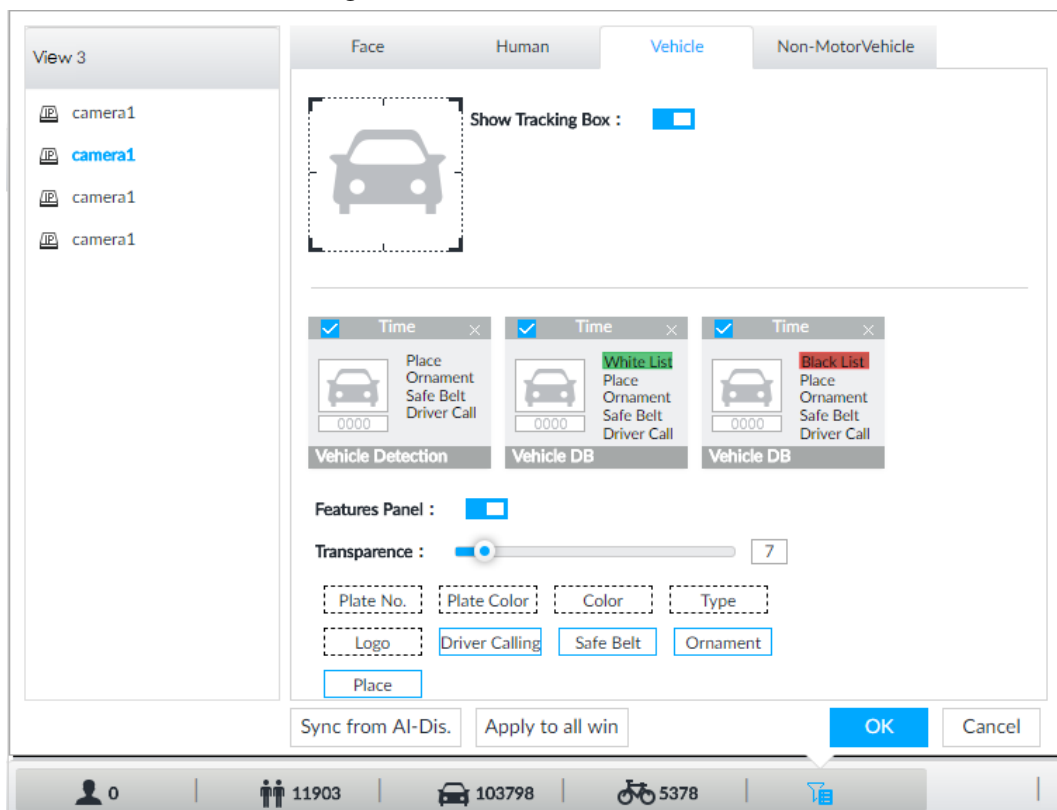 View 3
camera1
camera1
camera1
camera1
Face Human Vehicle Non-MotorVehicle
Show Tracking Box :
Time ×
Place
Ornament
Safe Belt
Driver Call
0000
Vehicle Detection
Time ×
White List
Place
Ornament
Safe Belt
Driver Call
0000
Vehicle DB
Time ×
Black List
Place
Ornament
Safe Belt
Driver Call
0000
Vehicle DB
Features Panel :
Transparence : 7
Plate No. Plate Color Color Type
Logo Driver Calling Safe Belt Ornament
Place
Sync from AI-Dis. Apply to all win OK Cancel
0 | 11903 | 103798 | 5378 | |